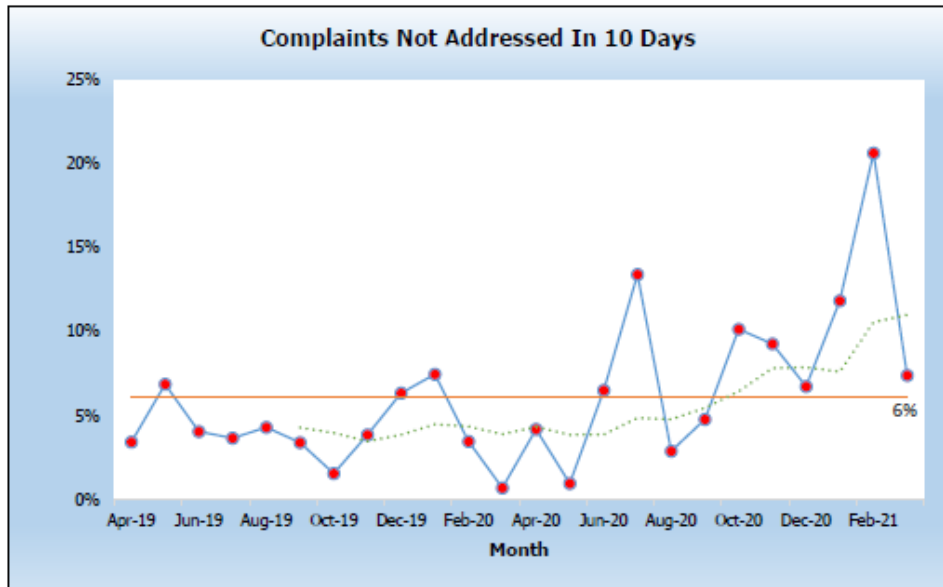 Complaints Not Addressed In 10 Days
25%
20%
15%
10%
5%
0%
6%
Apr-19 Jun-19 Aug-19 Oct-19 Dec-19 Feb-20 Apr-20 Jun-20 Aug-20 Oct-20 Dec-20 Feb-21
Month